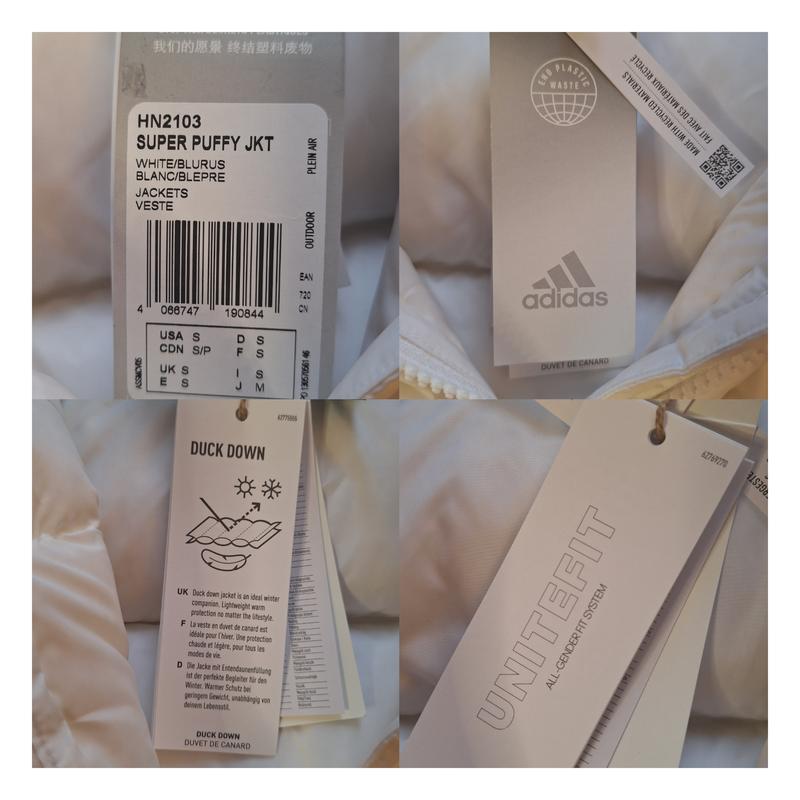 我们的愿景 终结塑料废物
HN2103
SUPER PUFFY JKT
WHITE/BLURUS
BLANC/BLEPRE
JACKETS
VESTE
OUTDOOR PLEIN AIR
EAN
720
CN
4 066747 190844
USA S D S
CDN S/P F S
UK S I S
E S J M
END PLASTIC
WASTE
adidas
DUVET DE CANARD
MADE WITH RECYCLED MATERIALS
FAIT AVEC DES MATÉRIAUX RECYCLÉ
DUCK DOWN
UK Duck down jacket is an ideal winter
companion. Lightweight warm
protection no matter the lifestyle.
F La veste en duvet de canard est
idéale pour l'hiver. Une protection
chaude et légère, pour tous les
modes de vie.
D Die Jacke mit Entendaunenfüllung
ist der perfekte Begleiter für den
Winter. Warmer Schutz bei
geringem Gewicht, unabhängig von
deinem Lebensstil.
DUCK DOWN
DUVET DE CANARD
62769270
UNITEFIT
ALL-GENDER FIT SYSTEM